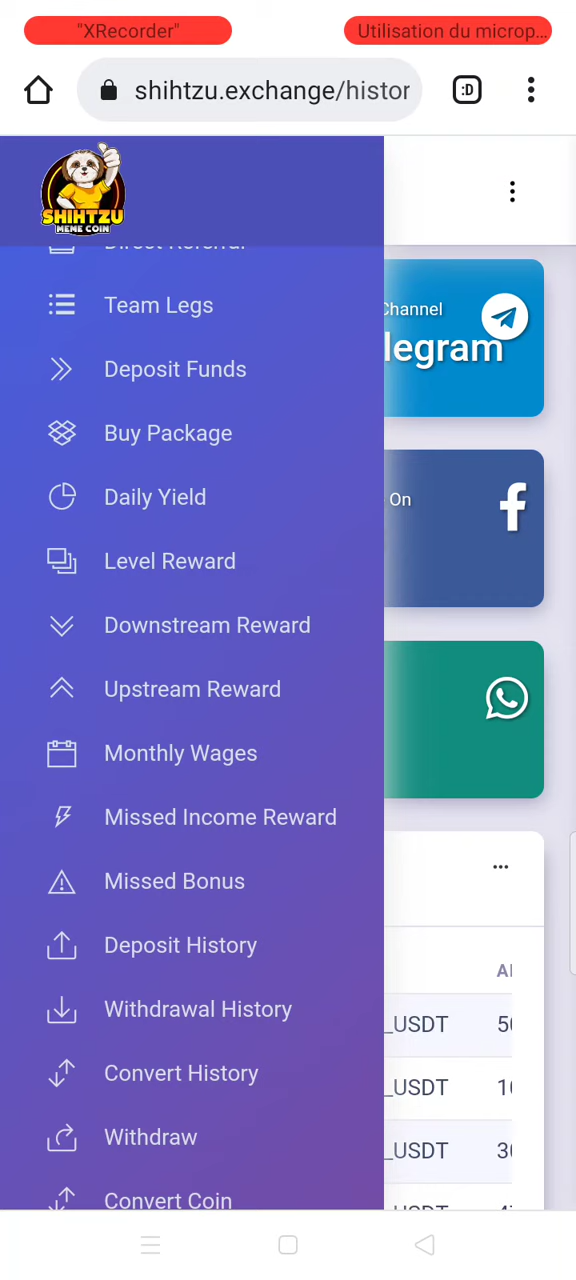 "XRecorder"
Utilisation du microp...
:D
shihtzu.exchange/histor
SHIHTZU
MEME COIN
Direct Referral
Team Legs
Deposit Funds
Buy Package
Daily Yield
Level Reward
Downstream Reward
Upstream Reward
Monthly Wages
Missed Income Reward
Missed Bonus
Deposit History
Withdrawal History
Convert History
Withdraw
Convert Coin
Channel
legram
On
_USDT
_USDT
_USDT